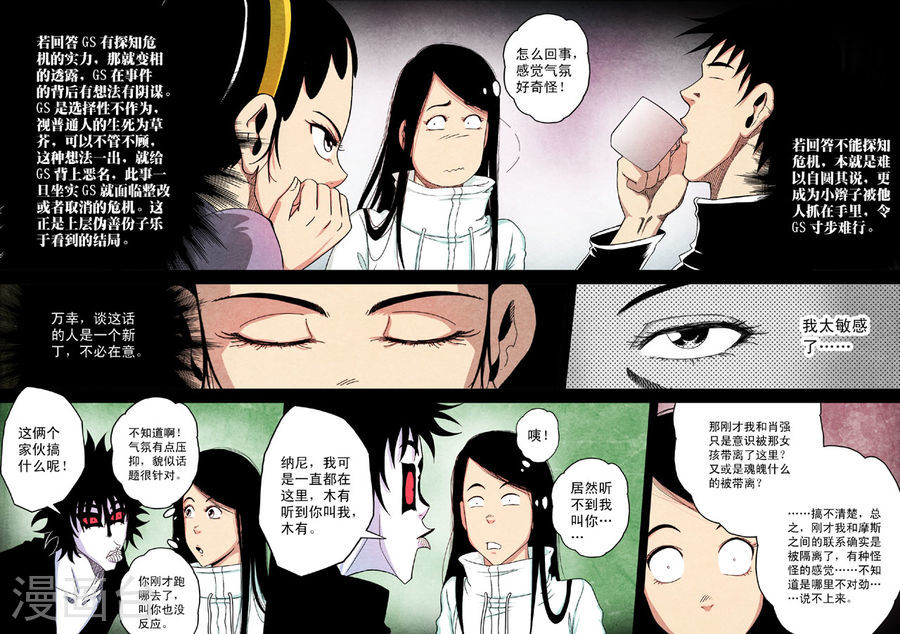 若回答 GS 有探知危
机的实力，那就变相
的透露，GS 在事件
的背后有想法有阴谋。
GS 是选择性不作为，
视普通人的生死为草
芥，可以不管不顾，
这种想法一出，就给
GS 背上恶名，此事一
旦坐实 GS 就面临整改
或者取消的危机。这
正是上层伪善份子乐
于看到的结局。
怎么回事，
感觉气氛
好奇怪！
若回答不能探知
危机，本就是难
以自圆其说，更
成为小辫子被他
人抓在手里，令
GS 寸步难行。
万幸，谈这话
的人是一个新
丁，不必在意。
我太敏感
了……
这俩个
家伙搞
什么呢！
不知道啊！
气氛有点压
抑，貌似话
题很针对。
你刚才跑
哪去了，
叫你也没
反应。
纳尼，我可
是一直都在
这里，木有
听到你叫我，
木有。
咦！
居然听
不到我
叫你…
……
那刚才我和肖强
只是意识被那女
孩带离了这里？
又或是魂魄什么
的被带离？
……搞不清楚，总
之，刚才我和摩斯
之间的联系确实是
被隔离了，有种怪
怪的感觉……不知
道是哪里不对劲…
…说不上来。
漫画台